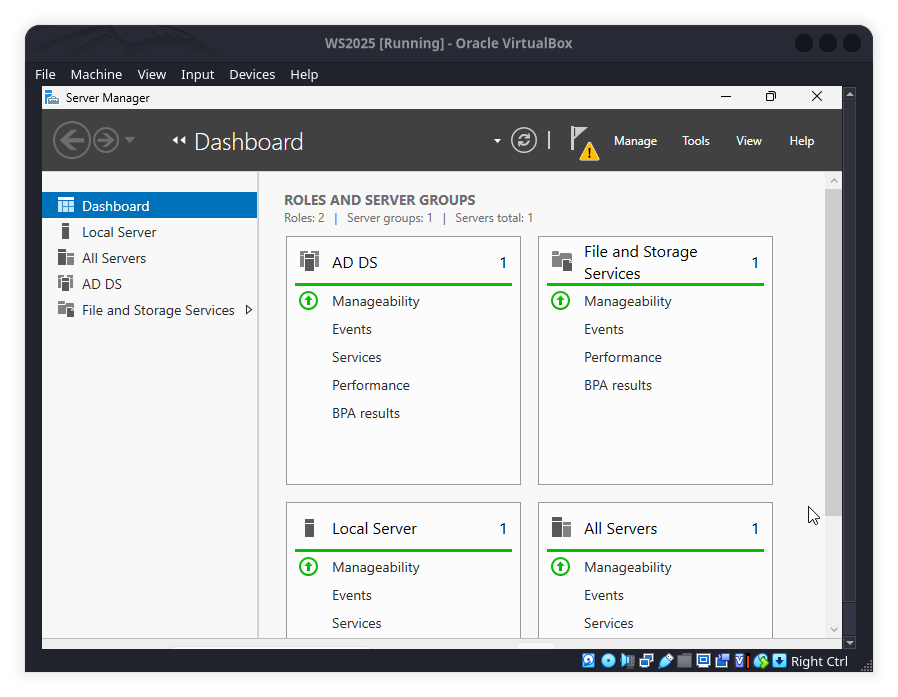 WS2025 [Running] - Oracle VirtualBox
File Machine View Input Devices Help
Server Manager
Dashboard
Manage Tools View Help
Dashboard
Local Server
All Servers
AD DS
File and Storage Services
ROLES AND SERVER GROUPS
Roles: 2 | Server groups: 1 | Servers total: 1
AD DS 1
Manageability
Events
Services
Performance
BPA results
File and Storage
Services 1
Manageability
Events
Performance
BPA results
Local Server 1
Manageability
Events
Services
All Servers 1
Manageability
Events
Services
Right Ctrl